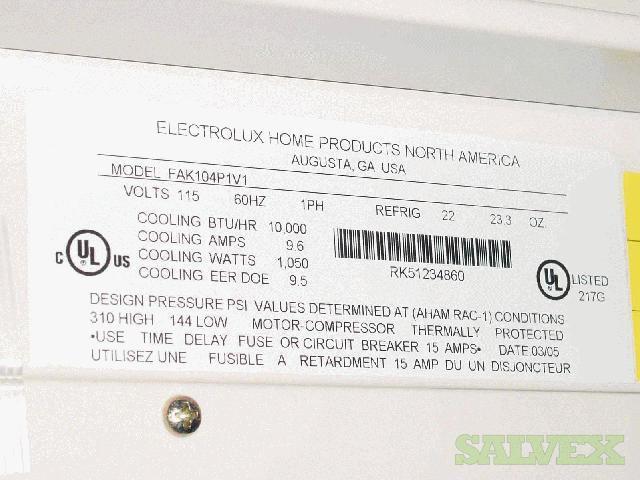 ELECTROLUX HOME PRODUCTS NORTH AMERICA
AUGUSTA, GA USA
MODEL FAK104P1V1
VOLTS 115 60HZ 1PH REFRIG 22 23.3 OZ.
COOLING BTU/HR 10,000
COOLING AMPS 9.6
COOLING WATTS 1,050
COOLING EER DOE 9.5
C UL US
RK51234860
UL LISTED
217G
DESIGN PRESSURE PSI VALUES DETERMINED AT (AHAM RAC-1) CONDITIONS
310 HIGH 144 LOW MOTOR-COMPRESSOR THERMALLY PROTECTED
•USE TIME DELAY FUSE OR CIRCUIT BREAKER 15 AMPS• DATE:03/05
UTILISEZ UNE FUSIBLE A RETARDMENT 15 AMP DU UN DISJONCTEUR
SALVEX